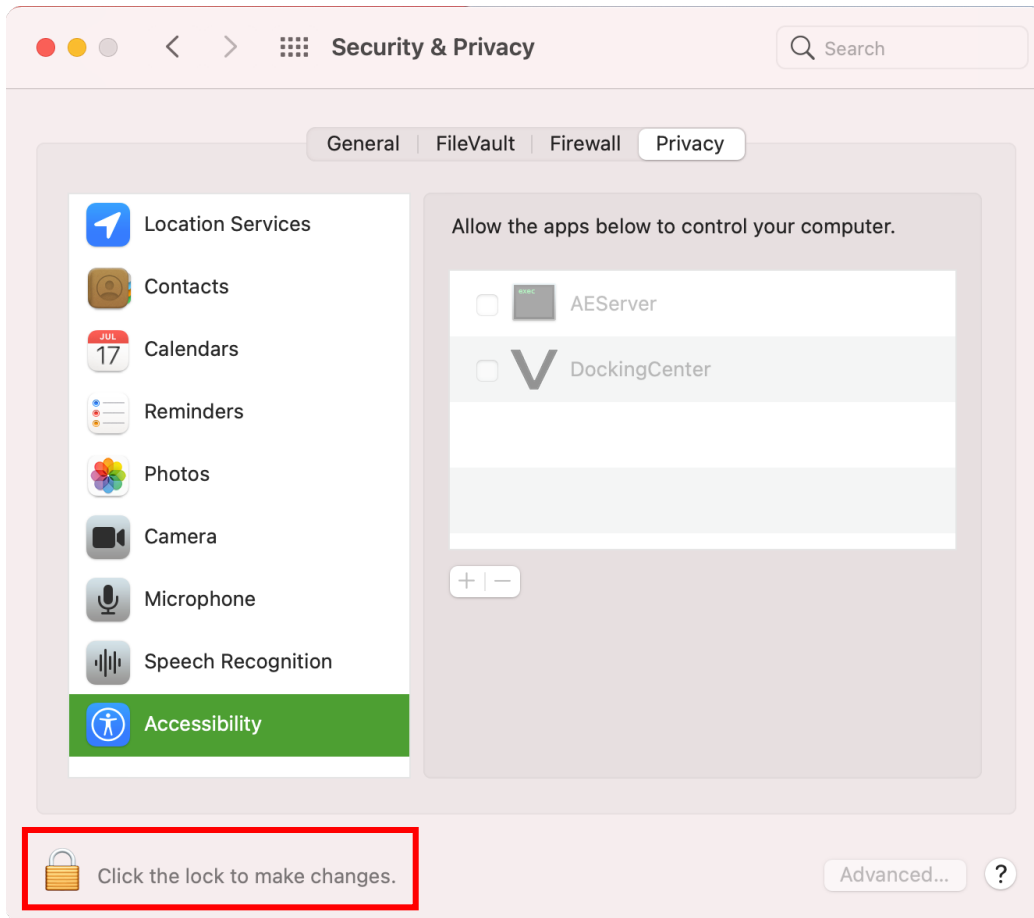 Security & Privacy
Search
General
FileVault
Firewall
Privacy
Location Services
Contacts
JUL
17
Calendars
Reminders
Photos
Camera
Microphone
Speech Recognition
Accessibility
Allow the apps below to control your computer.
exec
AEServer
DockingCenter
Click the lock to make changes.
Advanced...
?